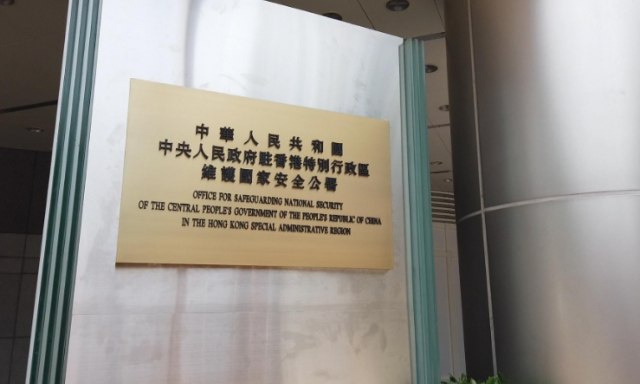 中華人民共和國
中央人民政府駐香港特別行政區
維護國家安全公署
OFFICE FOR SAFEGUARDING NATIONAL SECURITY
OF THE CENTRAL PEOPLE'S GOVERNMENT OF THE PEOPLE'S REPUBLIC OF CHINA
IN THE HONG KONG SPECIAL ADMINISTRATIVE REGION